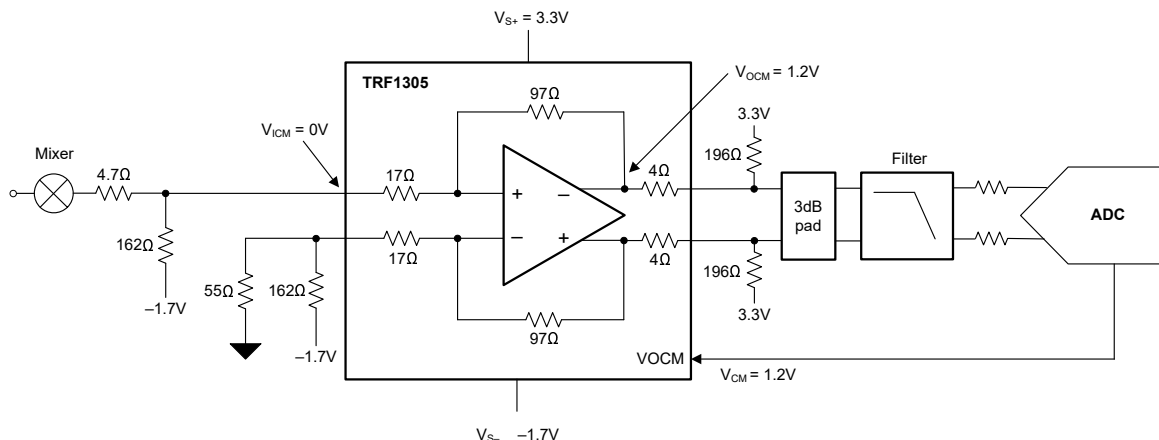 V_S+ = 3.3V
TRF1305
97Ω
V_OCM = 1.2V
V_ICM = 0V
3.3V
Mixer
4.7Ω
17Ω
4Ω
196Ω
Filter
+
−
3dB
pad
ADC
162Ω
−
+
17Ω
4Ω
196Ω
55Ω
162Ω
−1.7V
3.3V
−1.7V
97Ω
VOCM
V_CM = 1.2V
V_S− −1.7V